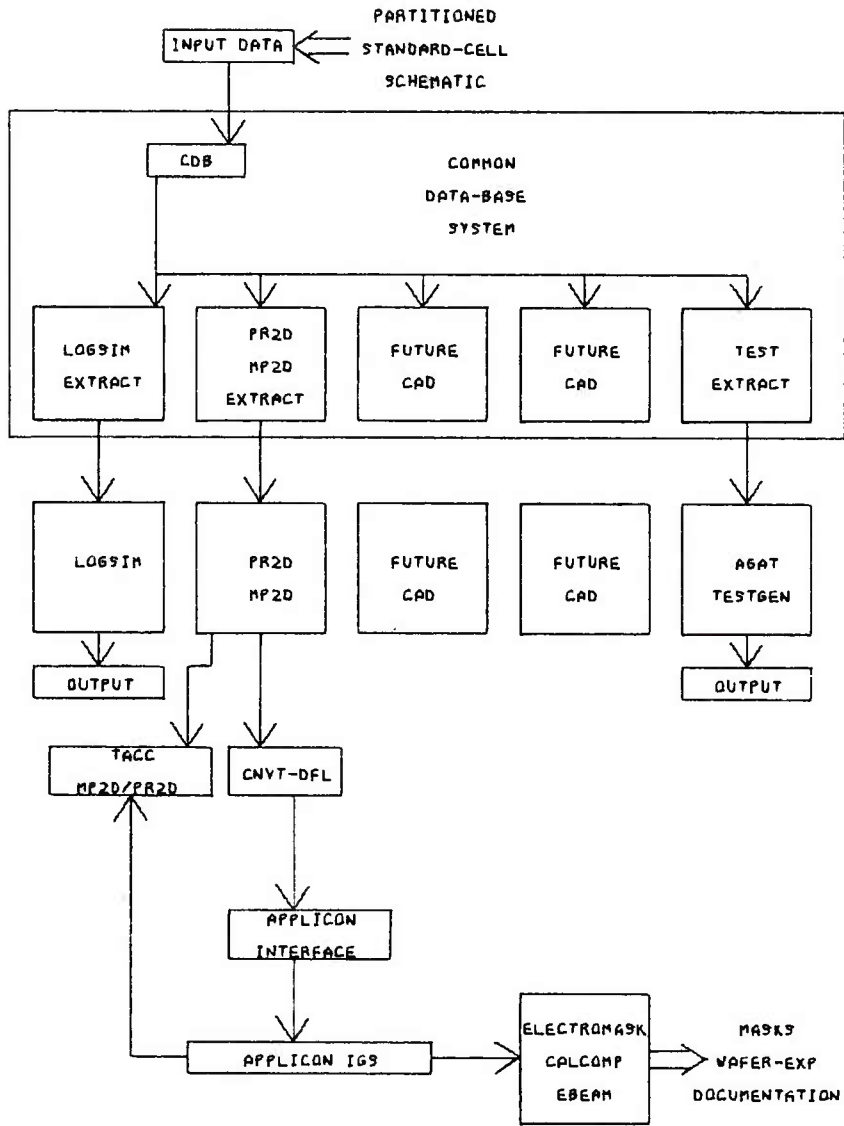 PARTITIONED
INPUT DATA
STANDARD-CELL
SCHEMATIC
CDB
COMMON
DATA-BASE
SYSTEM
LOGSIM
EXTRACT
PR2D
MP2D
EXTRACT
FUTURE
CAD
FUTURE
CAD
TEST
EXTRACT
LOGSIM
PR2D
MP2D
FUTURE
CAD
FUTURE
CAD
AGAT
TESTGEN
OUTPUT
OUTPUT
TACC
MP2D/PR2D
CNVT-DFL
APPLICON
INTERFACE
APPLICON IGS
ELECTROMASK
CALCOMP
EBEAM
MASKS
WAFER-EXP
DOCUMENTATION